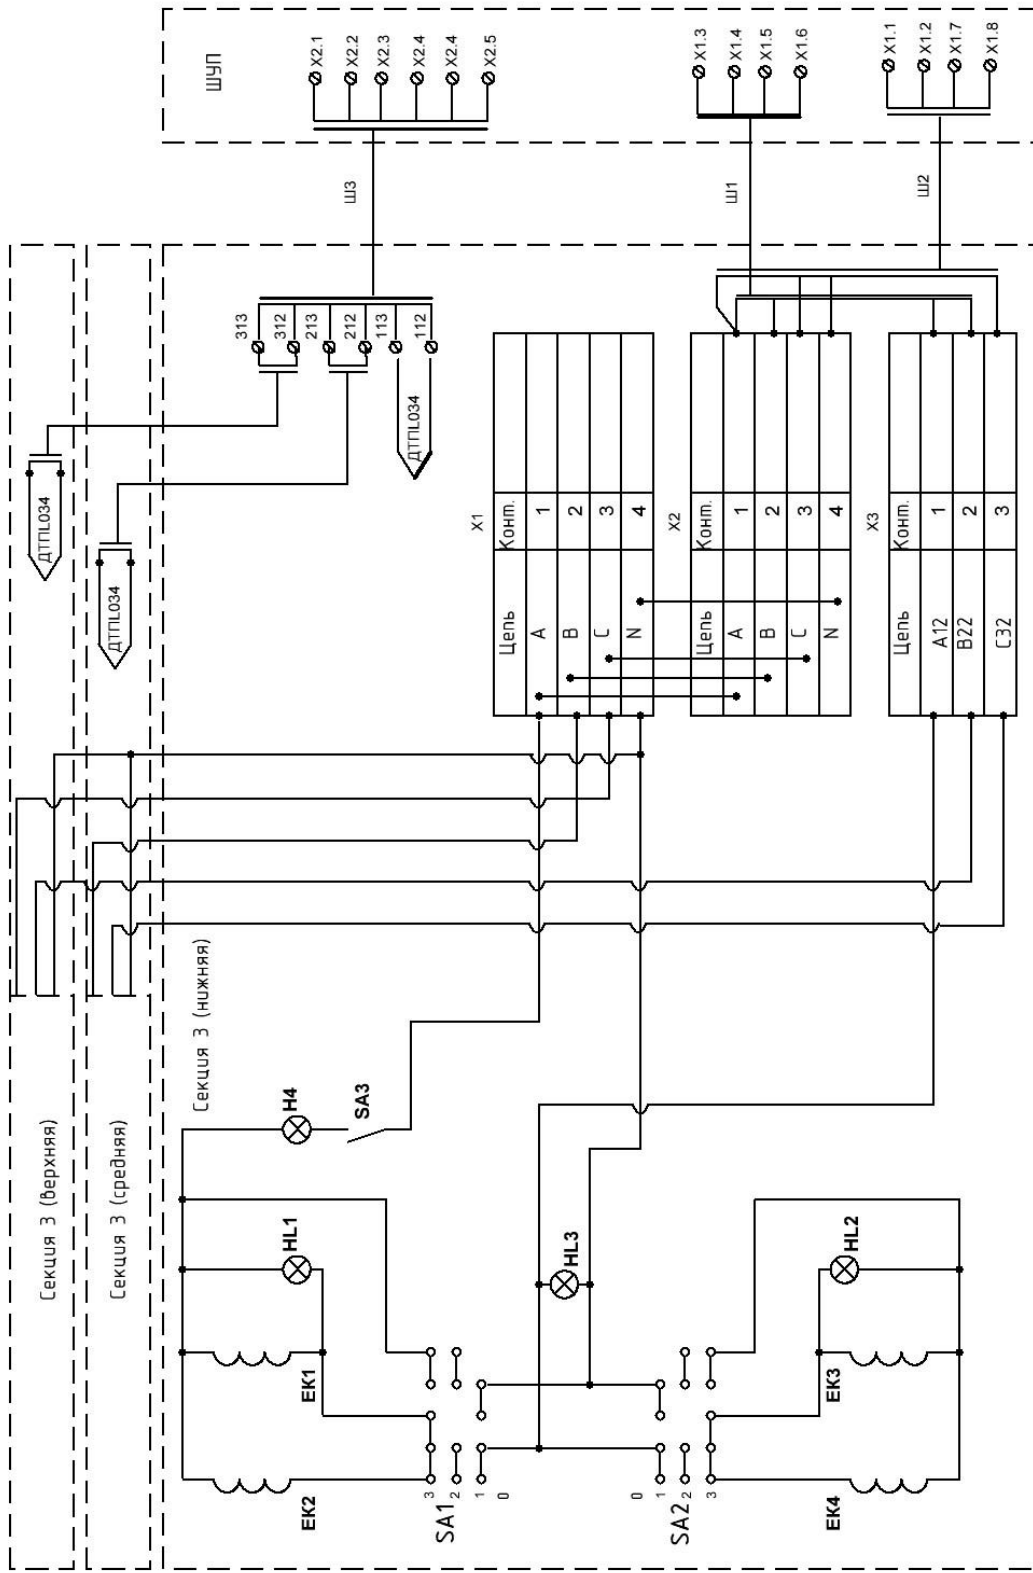 ШУП
X2.1
X2.2
X2.3
X2.4
X2.4
X2.5
X1.3
X1.4
X1.5
X1.6
X1.1
X1.2
X1.7
X1.8
Ш3
Ш1
Ш2
313
312
213
212
113
112
ДТПL034
ДТПL034
ДТПL034
X1
Цепь Конт.
A 1
B 2
C 3
N 4
X2
Цепь Конт.
A 1
B 2
C 3
N 4
X3
Цепь Конт.
A12 1
B22 2
C32 3
Секция 3 (верхняя)
Секция 3 (средняя)
Секция 3 (нижняя)
H4
SA3
HL1
HL3
HL2
EK1
EK3
EK2
EK4
3
2
1
0
SA1
0
1
2
3
SA2